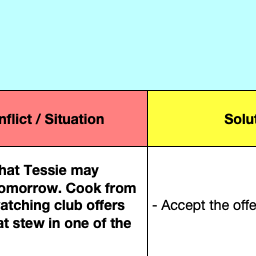 nflict / Situation
Solut
hat Tessie may
omorrow. Cook from
atching club offers
at stew in one of the
- Accept the offe